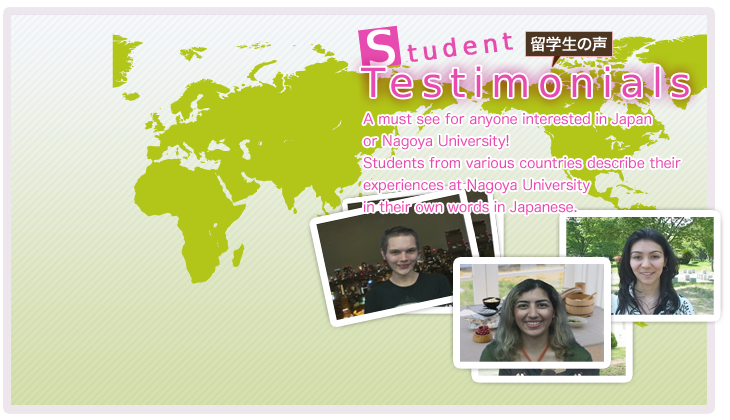 Student 留学生の声
Testimonials
A must see for anyone interested in Japan
or Nagoya University!
Students from various countries describe their
experiences at Nagoya University
in their own words in Japanese.